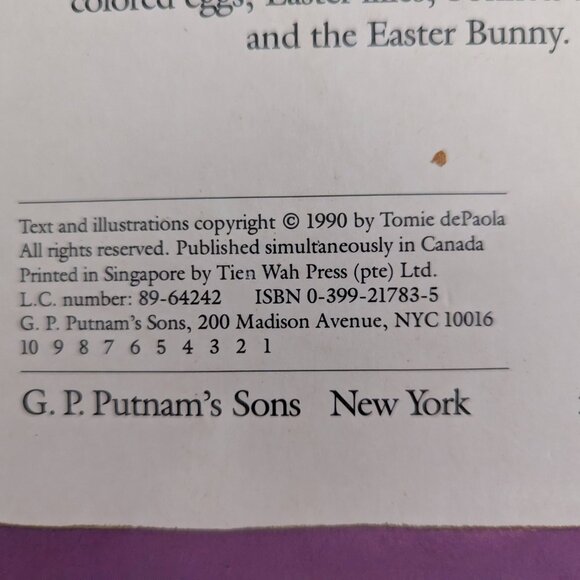 colored eggs, Easter
and the Easter Bunny.
Text and illustrations copyright © 1990 by Tomie dePaola
All rights reserved. Published simultaneously in Canada
Printed in Singapore by Tien Wah Press (pte) Ltd.
L.C. number: 89-64242 ISBN 0-399-21783-5
G. P. Putnam's Sons, 200 Madison Avenue, NYC 10016
10 9 8 7 6 5 4 3 2 1
G. P. Putnam's Sons New York